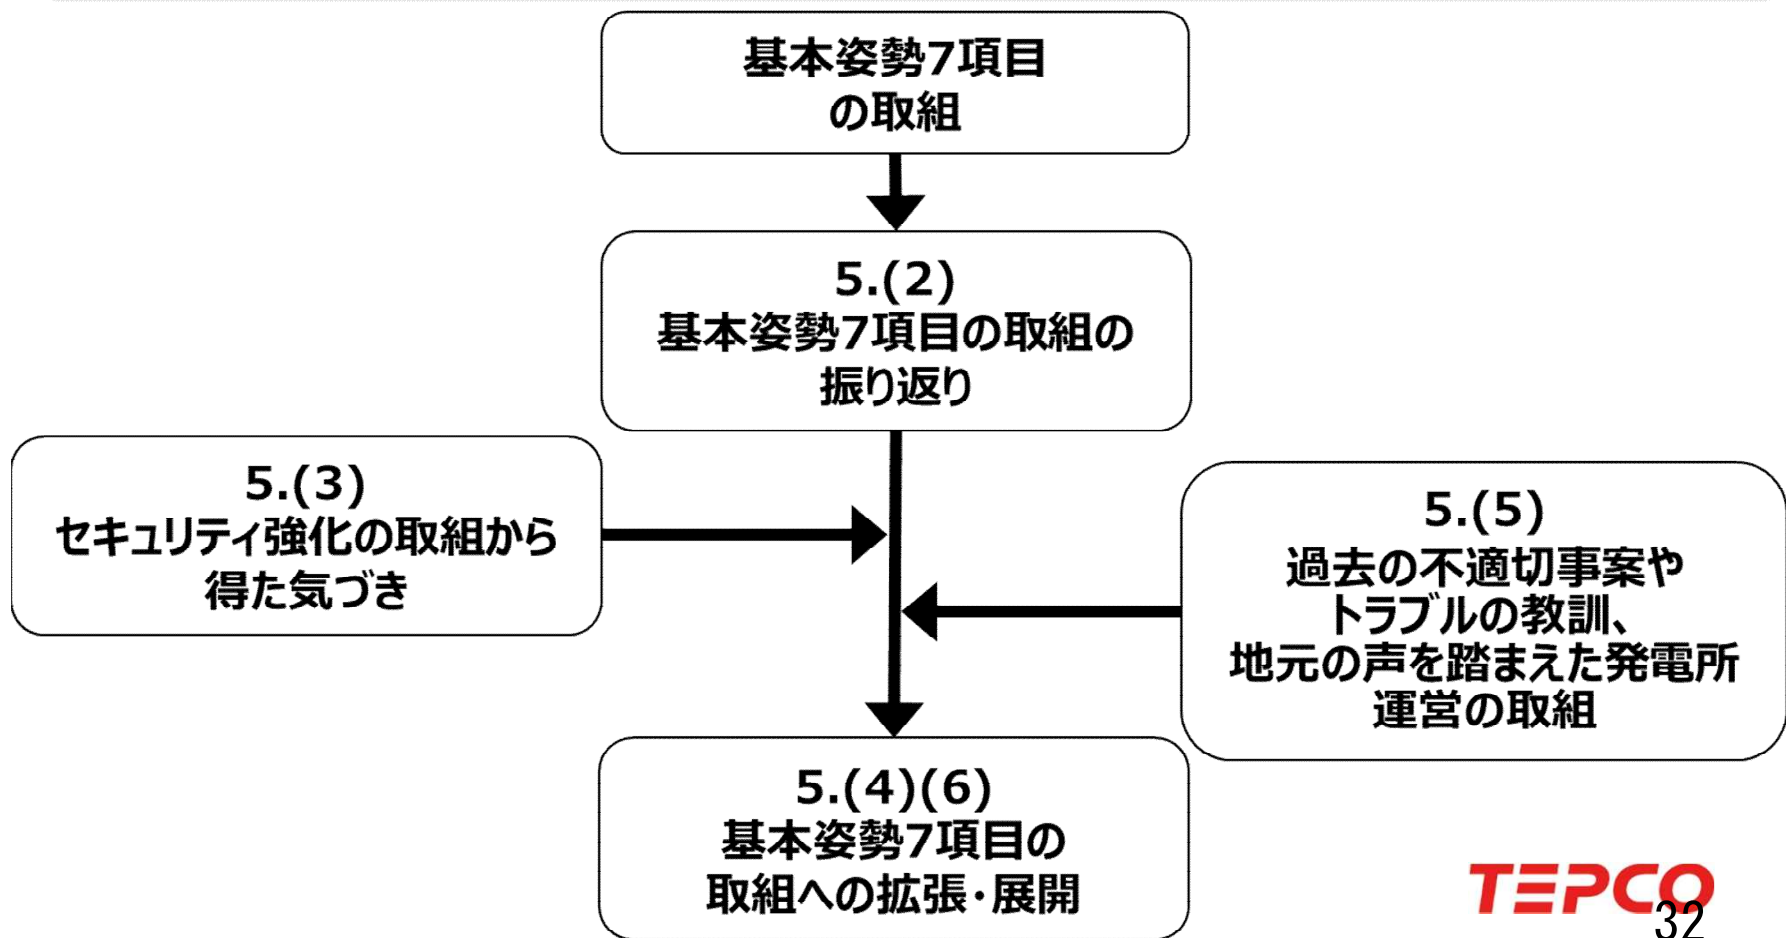 基本姿勢7項目
の取組
5.(2)
基本姿勢7項目の取組の
振り返り
5.(3)
セキュリティ強化の取組から
得た気づき
5.(5)
過去の不適切事案や
トラブルの教訓、
地元の声を踏まえた発電所
運営の取組
5.(4)(6)
基本姿勢7項目の
取組への拡張・展開
TEPCO
32